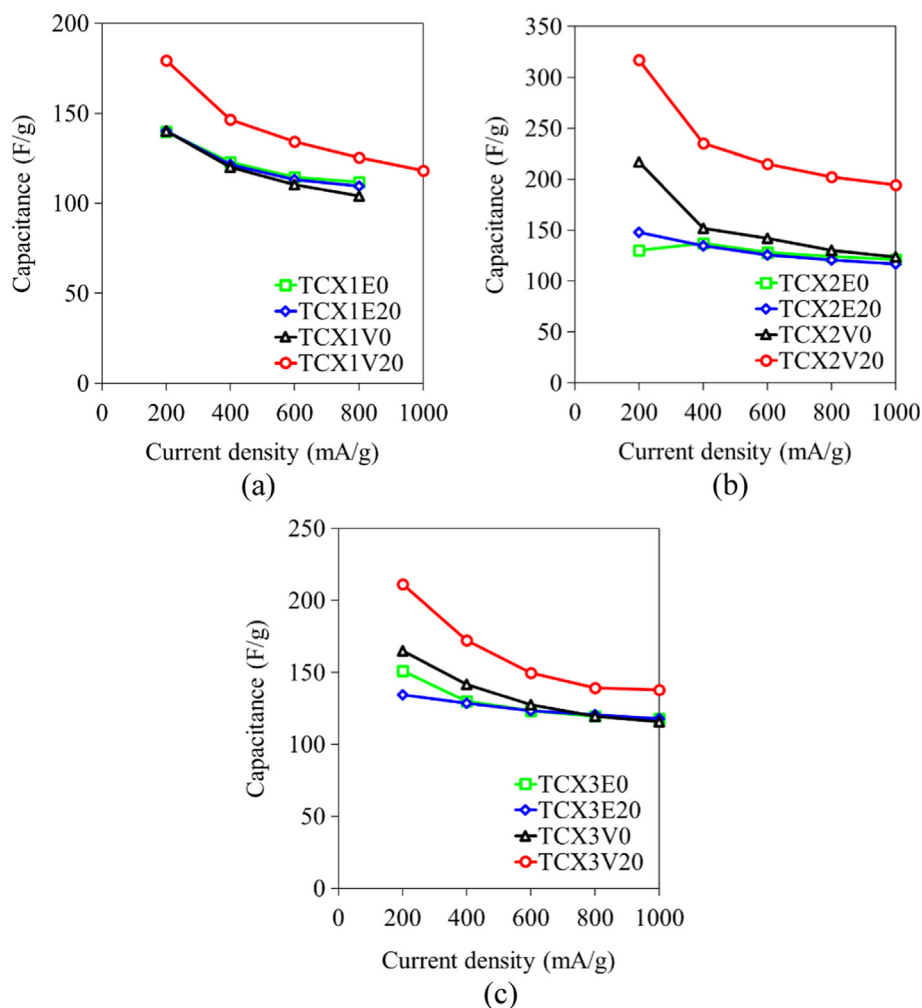 200
150
100
50
0
Capacitance (F/g)
TCX1E0
TCX1E20
TCX1V0
TCX1V20
0 200 400 600 800 1000
Current density (mA/g)
(a)
350
300
250
200
150
100
50
0
Capacitance (F/g)
TCX2E0
TCX2E20
TCX2V0
TCX2V20
0 200 400 600 800 1000
Current density (mA/g)
(b)
250
200
150
100
50
0
Capacitance (F/g)
TCX3E0
TCX3E20
TCX3V0
TCX3V20
0 200 400 600 800 1000
Current density (mA/g)
(c)